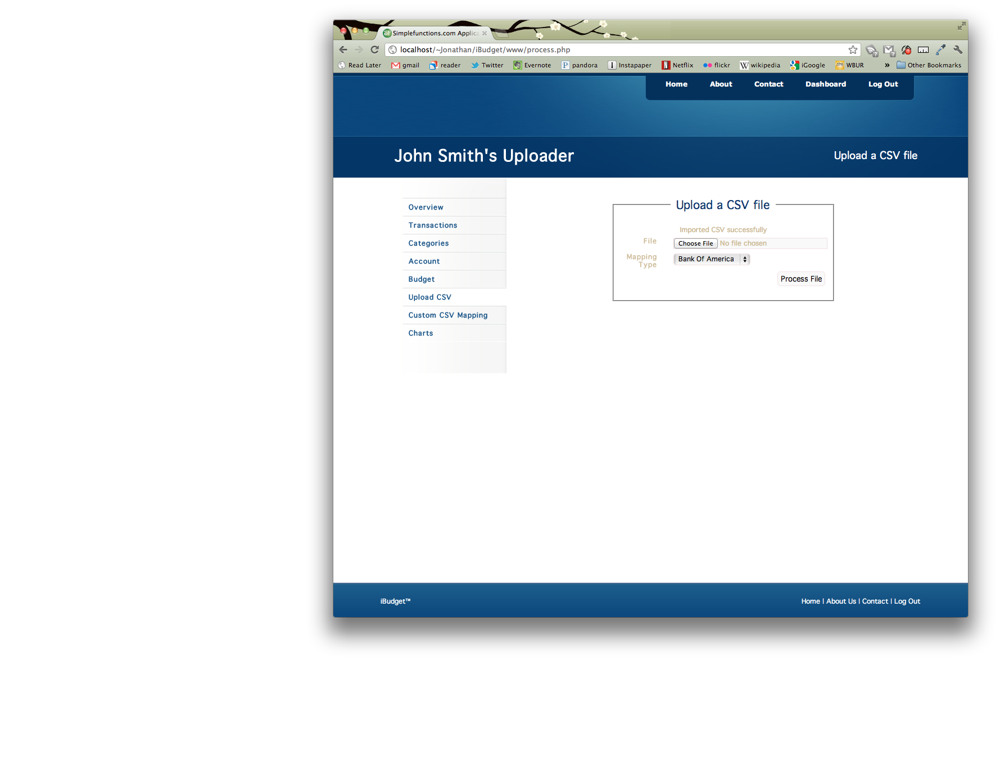 Simplefunctions.com Applica
localhost/~Jonathan/iBudget/www/process.php
Read Later gmail reader Twitter Evernote pandora Instapaper Netflix flickr wikipedia iGoogle WBUR » Other Bookmarks
Home About Contact Dashboard Log Out
John Smith's Uploader
Upload a CSV file
Overview
Transactions
Categories
Account
Budget
Upload CSV
Custom CSV Mapping
Charts
Upload a CSV file
Imported CSV successfully
File Choose File No file chosen
Mapping
Type
Bank Of America
Process File
iBudget™
Home | About Us | Contact | Log Out